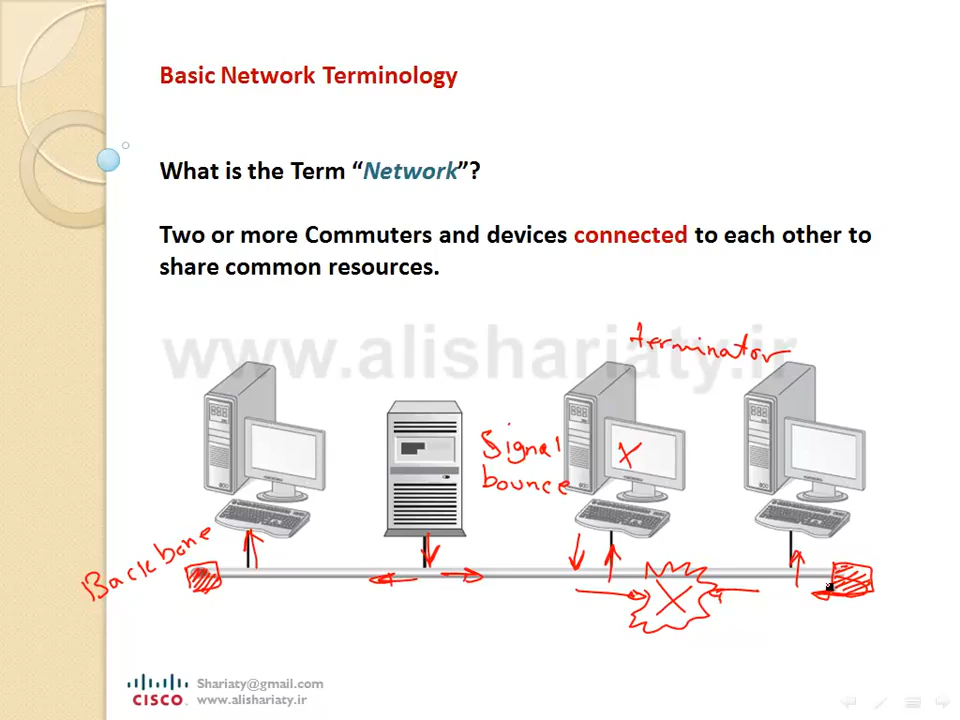 Basic Network Terminology
What is the Term “Network”?
Two or more Commuters and devices connected to each other to
share common resources.
www.alishariaty.ir
terminator
Signal
bounce
X
Backbone
X
CISCO
Shariaty@gmail.com
www.alishariaty.ir